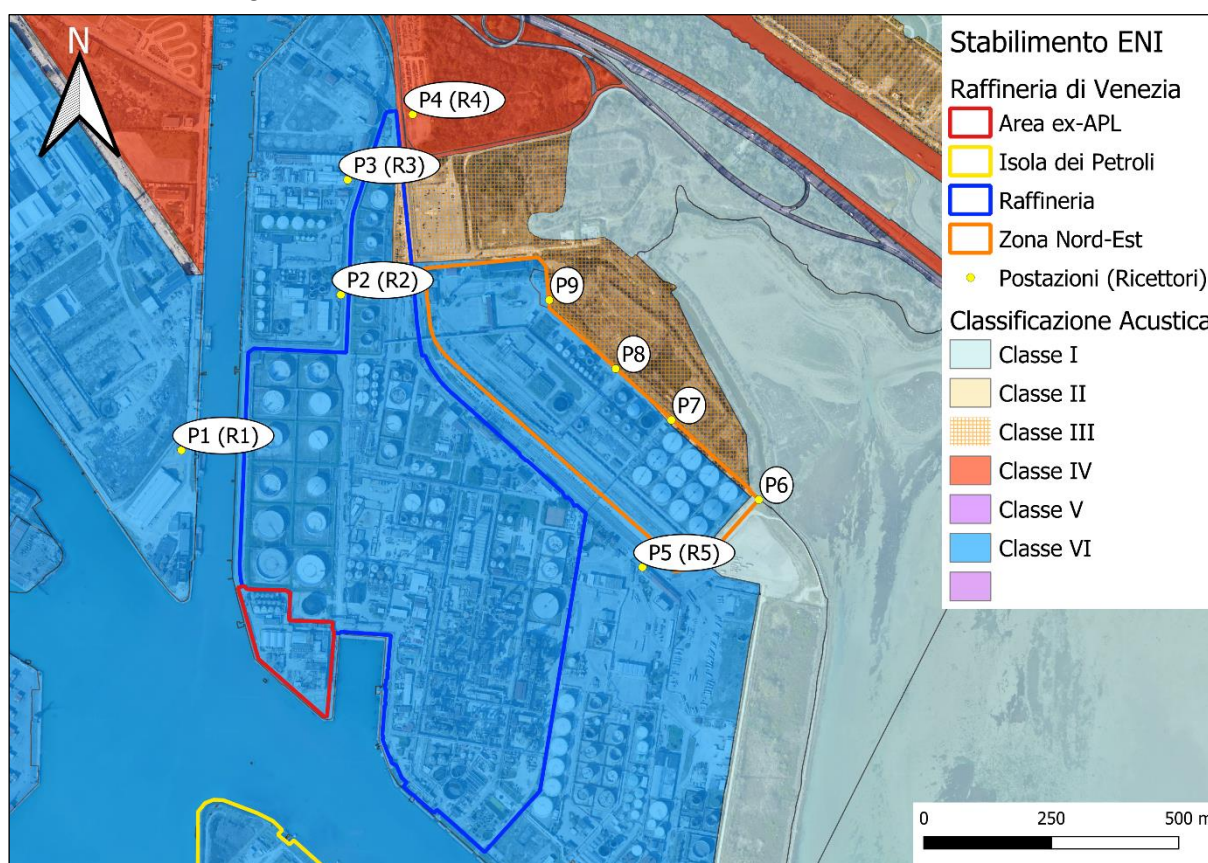 N
P4 (R4)
P3 (R3)
P2 (R2)
P9
P8
P7
P1 (R1)
P6
P5 (R5)
Stabilimento ENI
Raffineria di Venezia
Area ex-APL
Isola dei Petroli
Raffineria
Zona Nord-Est
Postazioni (Ricettori)
Classificazione Acustica
Classe I
Classe II
Classe III
Classe IV
Classe V
Classe VI
0 250 500 m